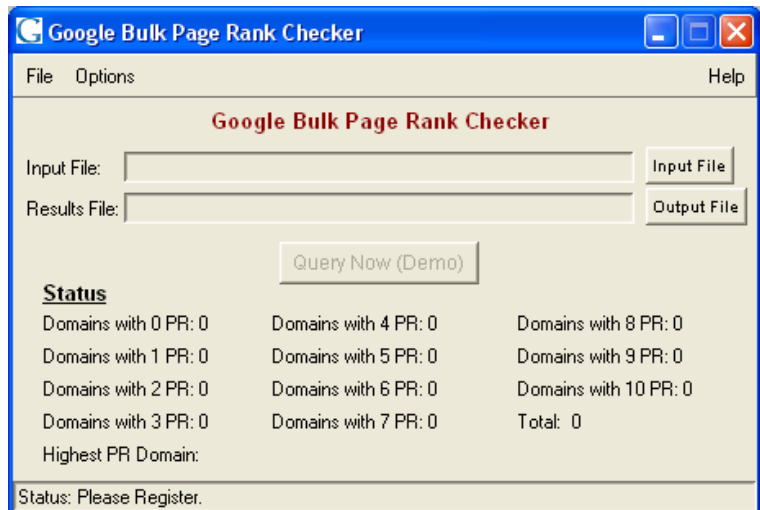 Google Bulk Page Rank Checker
File Options Help
Google Bulk Page Rank Checker
Input File: Input File
Results File: Output File
Query Now (Demo)
Status
Domains with 0 PR: 0 Domains with 4 PR: 0 Domains with 8 PR: 0
Domains with 1 PR: 0 Domains with 5 PR: 0 Domains with 9 PR: 0
Domains with 2 PR: 0 Domains with 6 PR: 0 Domains with 10 PR: 0
Domains with 3 PR: 0 Domains with 7 PR: 0 Total: 0
Highest PR Domain:
Status: Please Register.